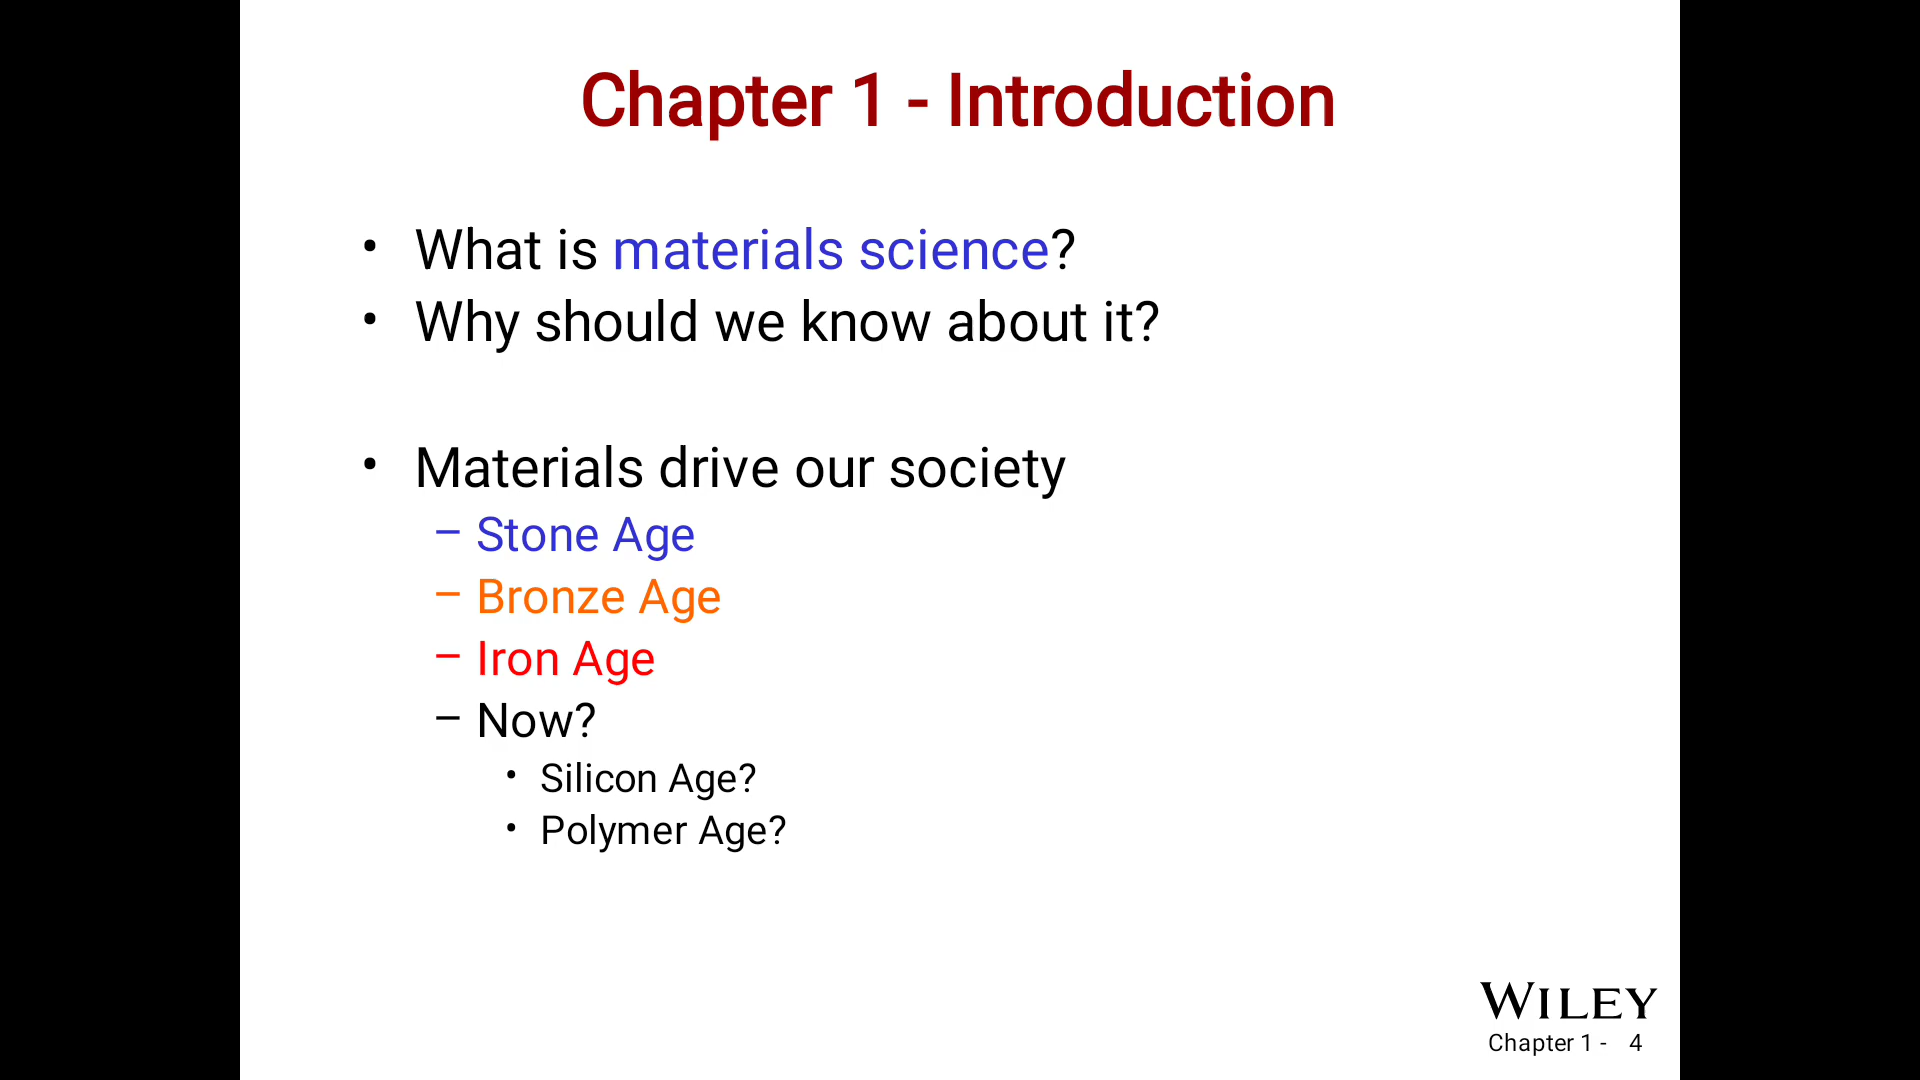 Chapter 1 - Introduction
• What is materials science?
• Why should we know about it?
• Materials drive our society
– Stone Age
– Bronze Age
– Iron Age
– Now?
• Silicon Age?
• Polymer Age?
WILEY
Chapter 1 - 4